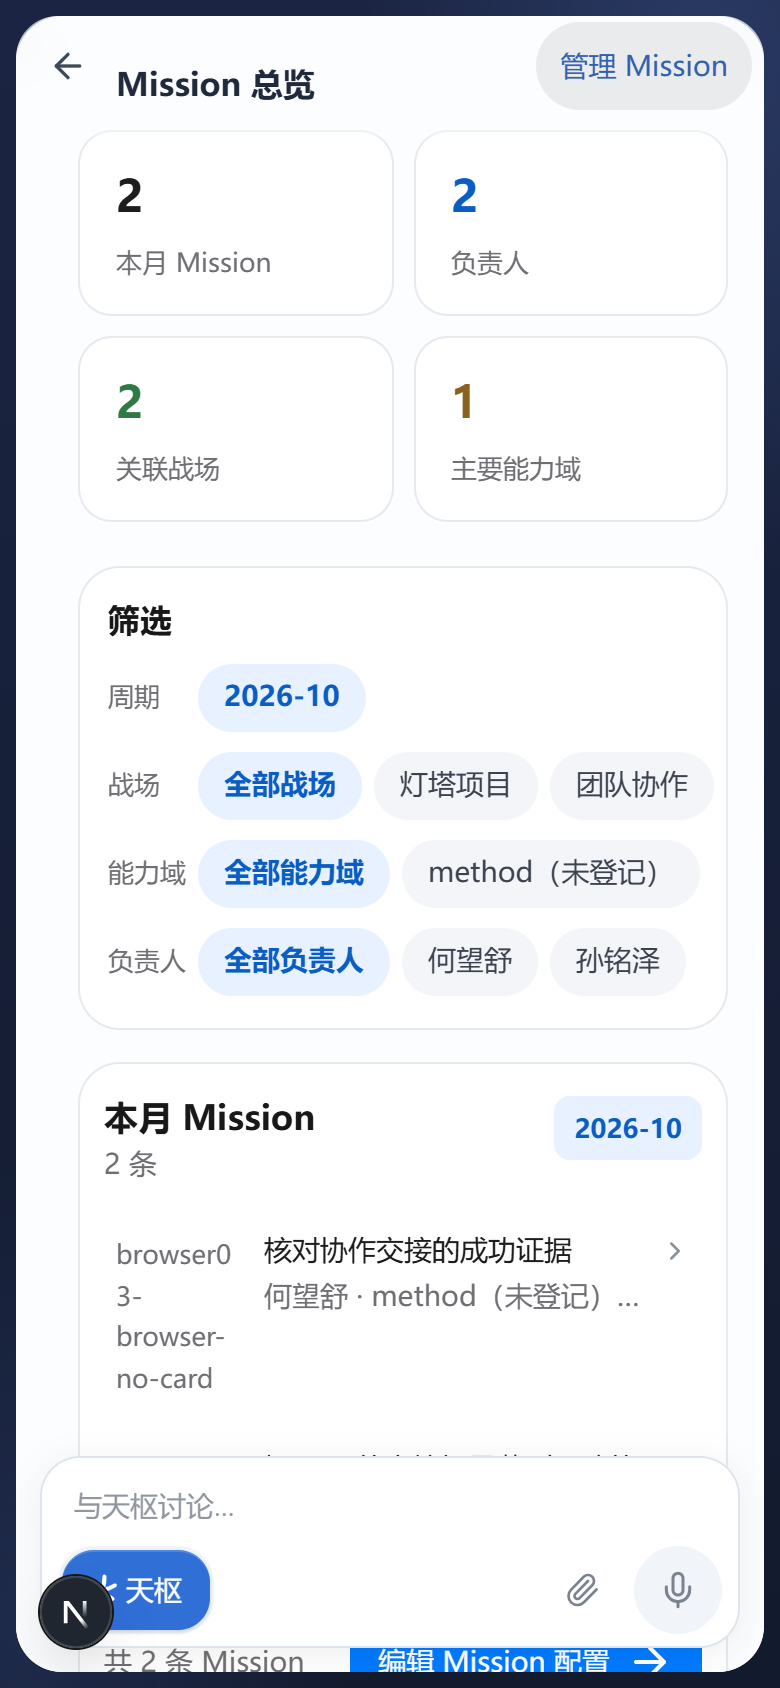 Mission 总览
管理 Mission
2
本月 Mission
2
负责人
2
关联战场
1
主要能力域
筛选
周期
2026-10
战场
全部战场
灯塔项目
团队协作
能力域
全部能力域
method（未登记）
负责人
全部负责人
何望舒
孙铭泽
本月 Mission
2 条
2026-10
browser0
3-
browser-
no-card
核对协作交接的成功证据
何望舒 · method（未登记）...
与天枢讨论...
天枢
N
共 2 条 Mission
编辑 Mission 配置